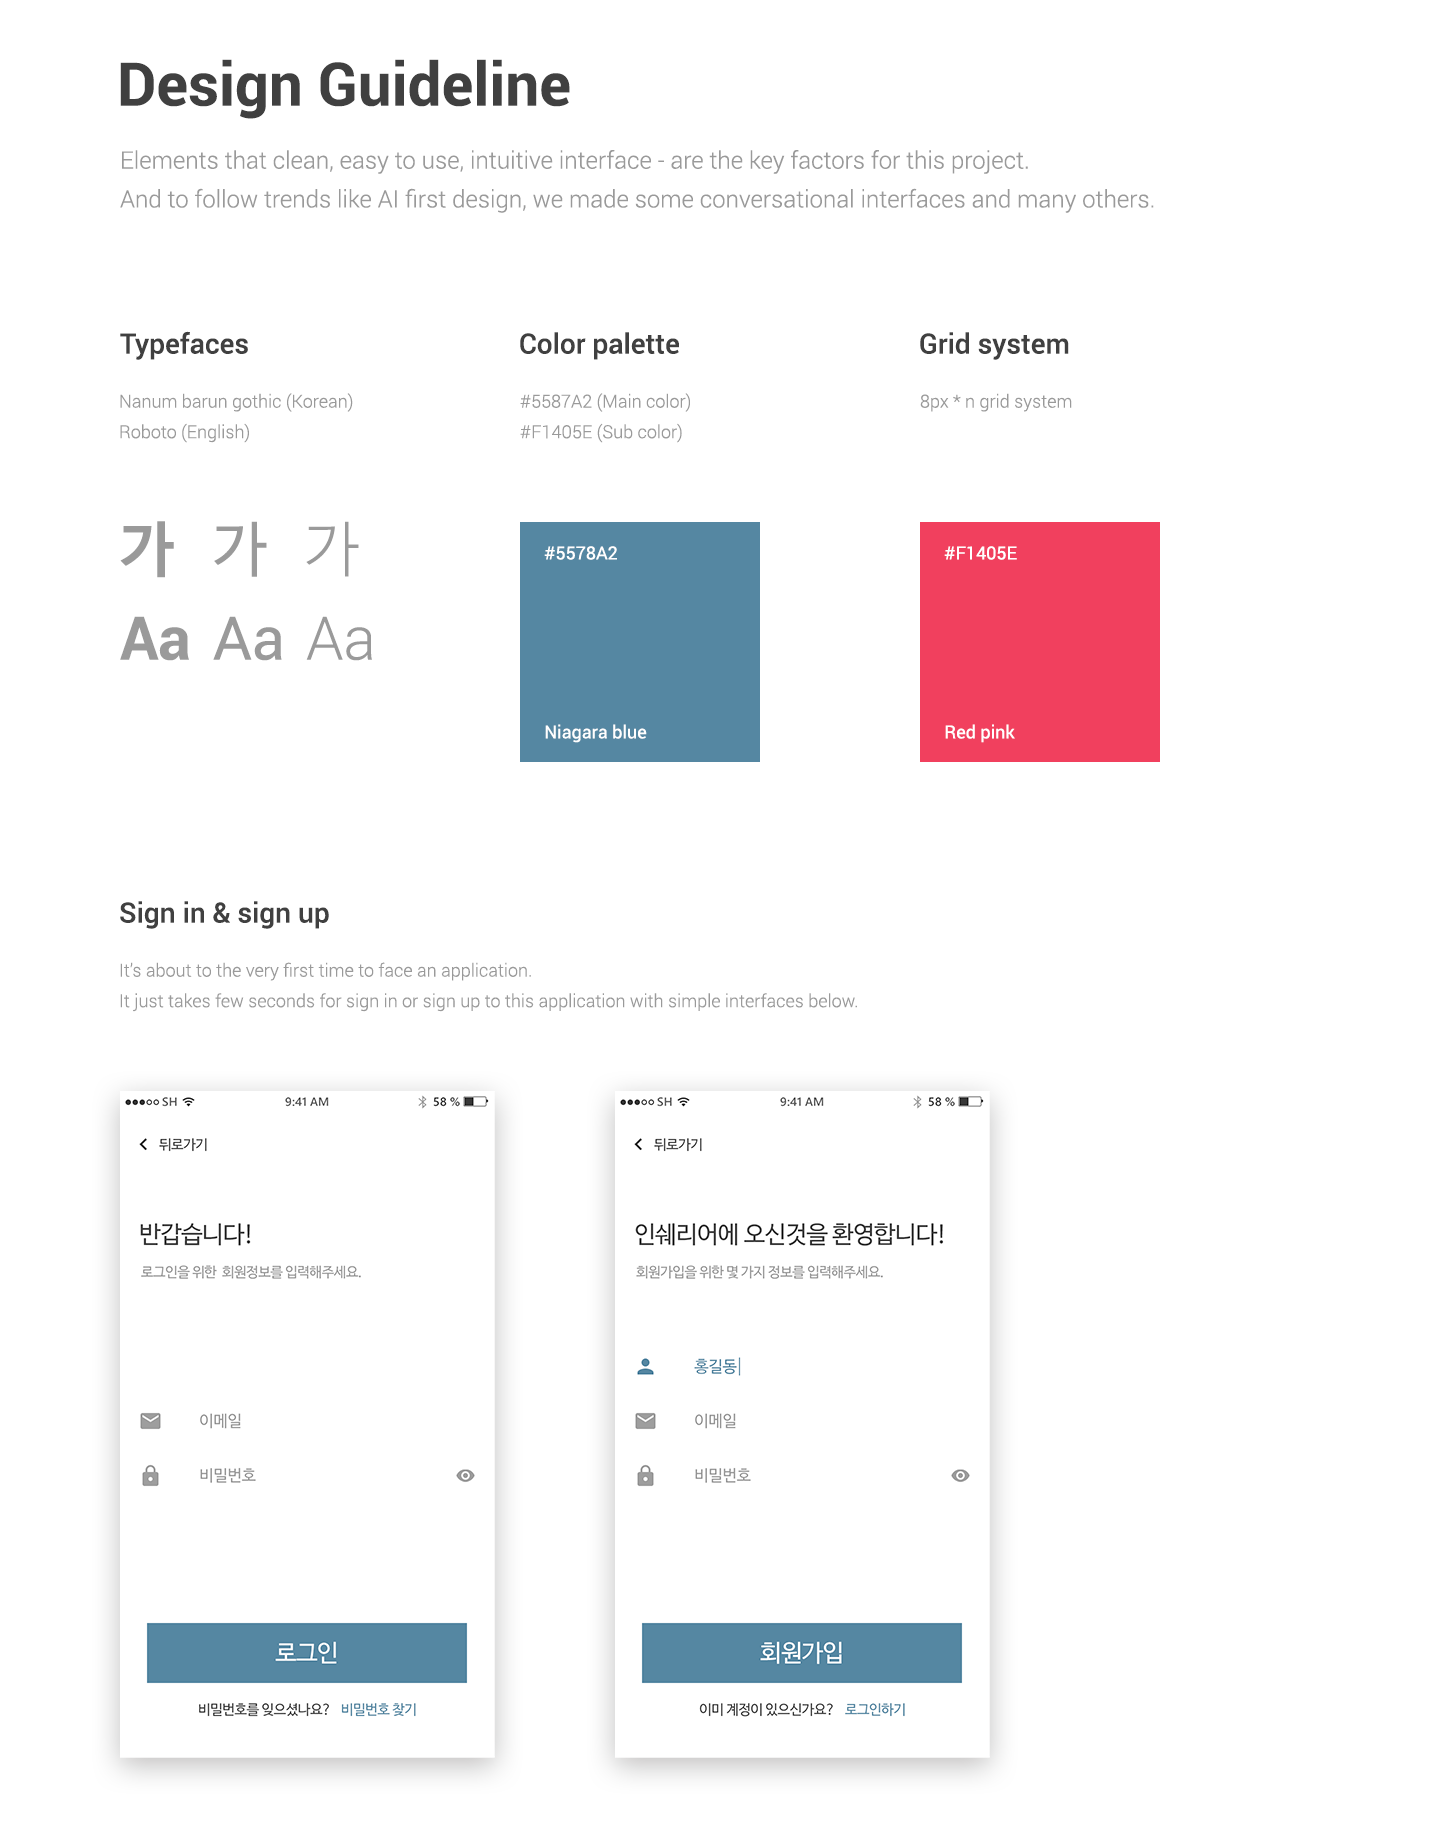 Design Guideline
Elements that clean, easy to use, intuitive interface - are the key factors for this project.
And to follow trends like AI first design, we made some conversational interfaces and many others.
Typefaces
Nanum barun gothic (Korean)
Roboto (English)
가 가 가
Aa Aa Aa
Color palette
#5587A2 (Main color)
#F1405E (Sub color)
#5578A2
Niagara blue
Grid system
8px * n grid system
#F1405E
Red pink
Sign in & sign up
It's about to the very first time to face an application.
It just takes few seconds for sign in or sign up to this application with simple interfaces below.
SH 9:41 AM 58 %
뒤로가기
반갑습니다!
로그인을 위한 회원정보를 입력해주세요.
이메일
비밀번호
로그인
비밀번호를 잊으셨나요? 비밀번호 찾기
SH 9:41 AM 58 %
뒤로가기
인쉐리어에 오신것을 환영합니다!
회원가입을 위한 몇 가지 정보를 입력해주세요.
홍길동
이메일
비밀번호
회원가입
이미 계정이 있으신가요? 로그인하기